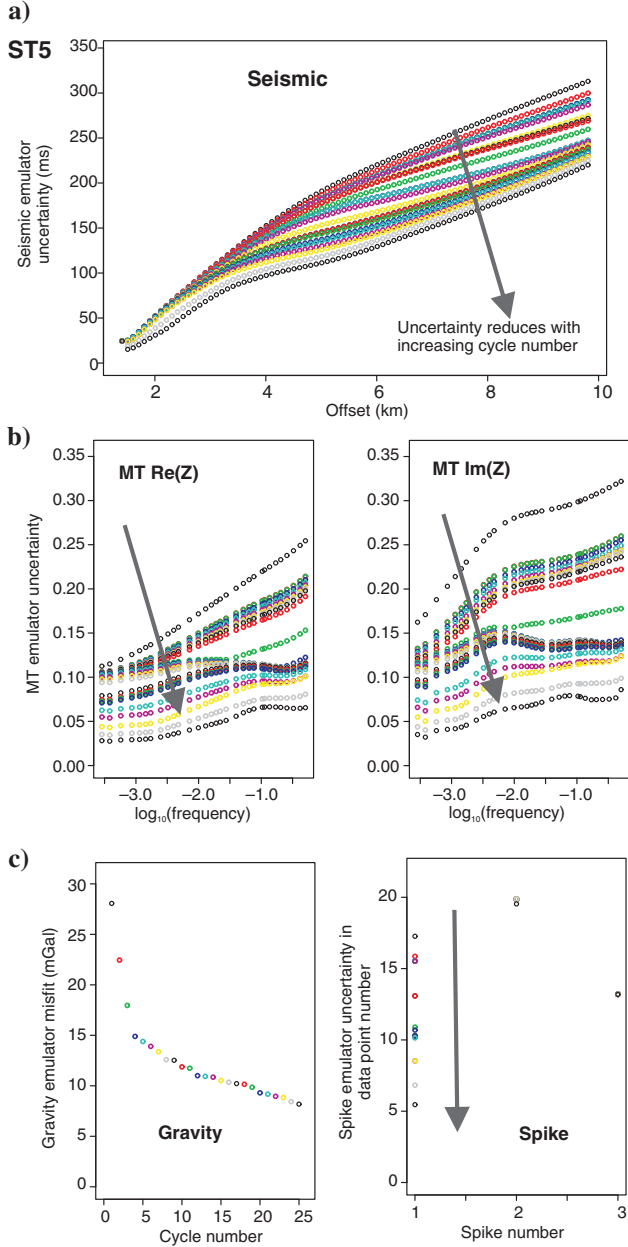 a)
ST5
Seismic
Seismic emulator
uncertainty (ms)
350
300
250
200
150
100
50
0
Uncertainty reduces with
increasing cycle number
2 4 6 8 10
Offset (km)
b)
MT Re(Z)
MT emulator uncertainty
0.35
0.30
0.25
0.20
0.15
0.10
0.05
0.00
−3.0 −2.0 −1.0
log₁₀(frequency)
MT Im(Z)
0.35
0.30
0.25
0.20
0.15
0.10
0.05
0.00
−3.0 −2.0 −1.0
log₁₀(frequency)
c)
Gravity emulator misfit (mGal)
30
25
20
15
10
5
0
Gravity
0 5 10 15 20 25
Cycle number
Spike emulator uncertainty in
data point number
20
15
10
5
0
Spike
1 2 3
Spike number